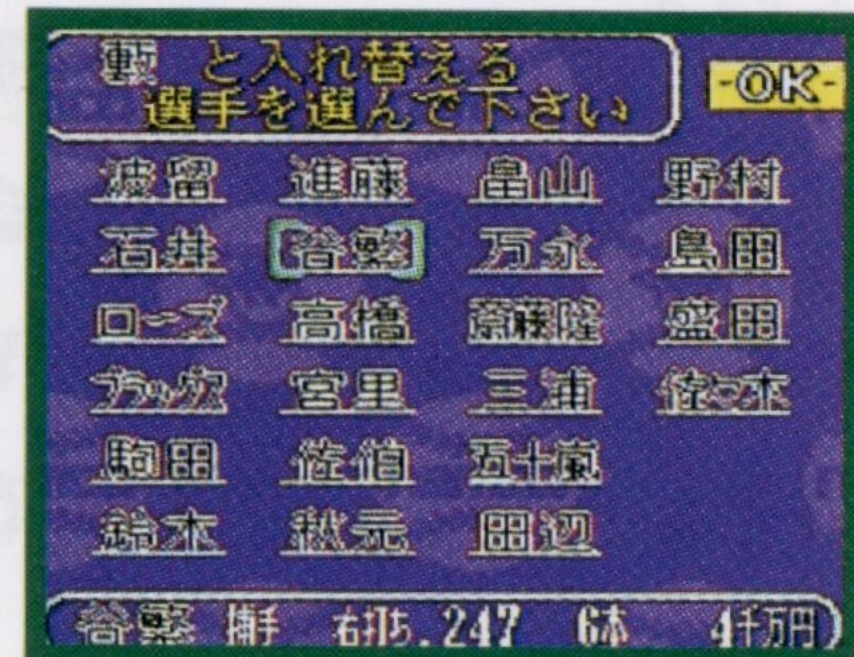 藪 と入れ替える
選手を選んで下さい
-OK-
波留 進藤 畠山 野村
石井 谷繁 万永 島田
ローズ 高橋 斎藤隆 盛田
ブラッグス 宮里 三浦 佐々木
駒田 佐伯 五十嵐
鈴木 秋元 田辺
谷繁 捕手 右打ち .247 6本 4千万円